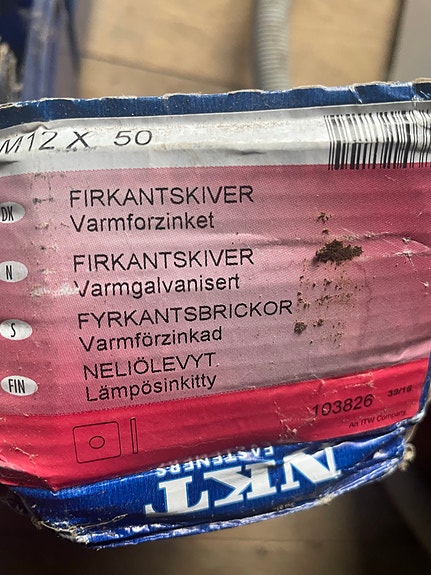 M12 X 50
DK
FIRKANTSKIVER
Varmforzinket
N
FIRKANTSKIVER
Varmgalvanisert
S
FYRKANTSBRICKOR
Varmförzinkad
FIN
NELIÖLEVYT
Lämpösinkitty
103826 39/16
An ITW Company
NKT
FASTENERS